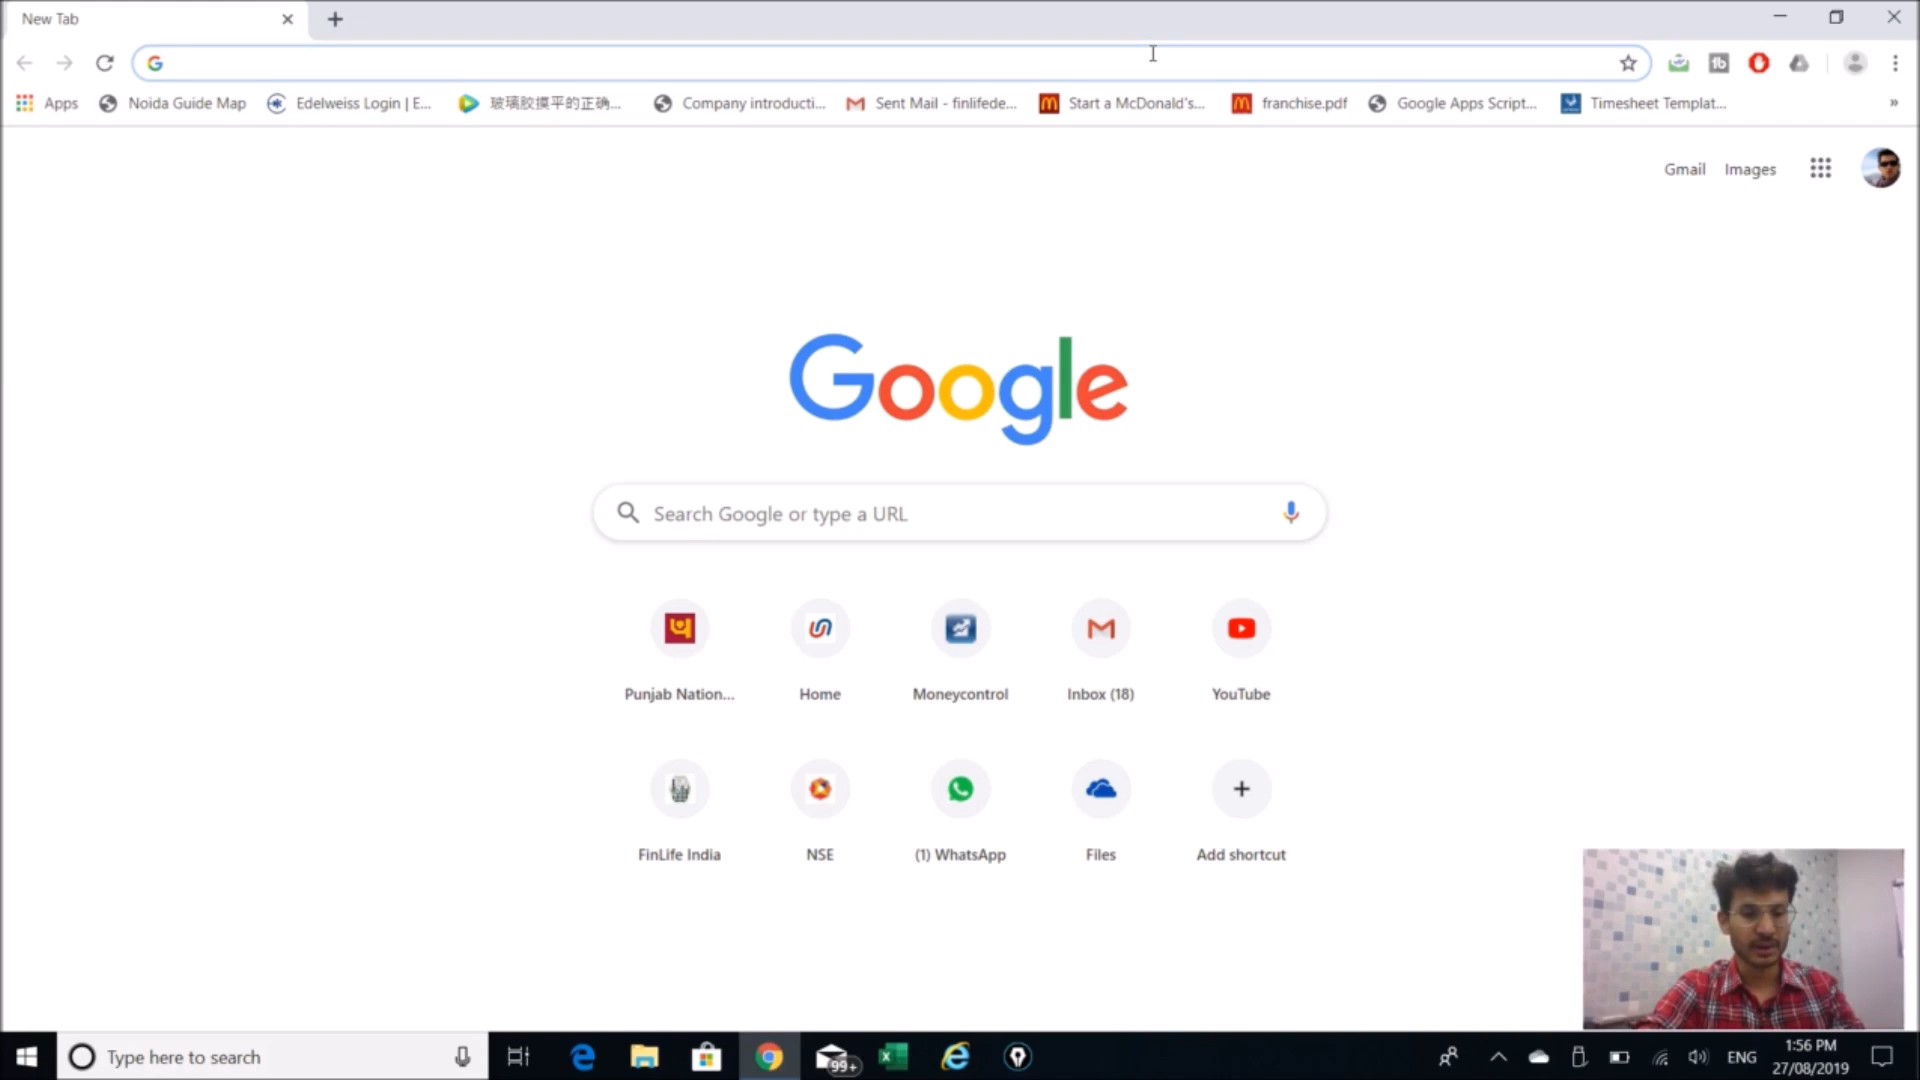 New Tab
Apps Noida Guide Map Edelweiss Login | E... 玻璃胶摸平的正确... Company introducti... Sent Mail - finlifede... Start a McDonald's... franchise.pdf Google Apps Script... Timesheet Templat... »
Gmail Images
Google
Search Google or type a URL
Punjab Nation... Home Moneycontrol Inbox (18) YouTube
FinLife India NSE (1) WhatsApp Files Add shortcut
Type here to search 99+ ENG 1:56 PM
27/08/2019